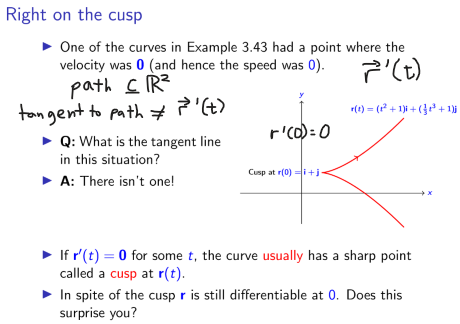 Right on the cusp
▶ One of the curves in Example 3.43 had a point where the
velocity was 0 (and hence the speed was 0).
r⃗ '(t)
path ⊆ ℝ²
tangent to path ≠ r⃗ '(t)
▶ Q: What is the tangent line
in this situation?
▶ A: There isn't one!
y
r(t) = (t² + 1)i + (⅓t³ + 1)j
r'(0)=0
Cusp at r(0) = i + j
x
▶ If r′(t) = 0 for some t, the curve usually has a sharp point
called a cusp at r(t).
▶ In spite of the cusp r is still differentiable at 0. Does this
surprise you?